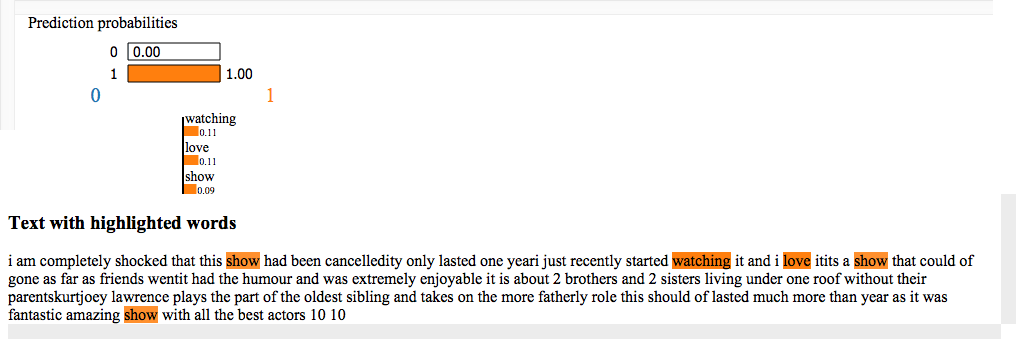 Prediction probabilities
0 0.00
1 1.00
0 1
watching
0.11
love
0.11
show
0.09
Text with highlighted words
i am completely shocked that this show had been cancelledity only lasted one yeari just recently started watching it and i love itits a show that could of
gone as far as friends wentit had the humour and was extremely enjoyable it is about 2 brothers and 2 sisters living under one roof without their
parentskurtjoey lawrence plays the part of the oldest sibling and takes on the more fatherly role this should of lasted much more than year as it was
fantastic amazing show with all the best actors 10 10